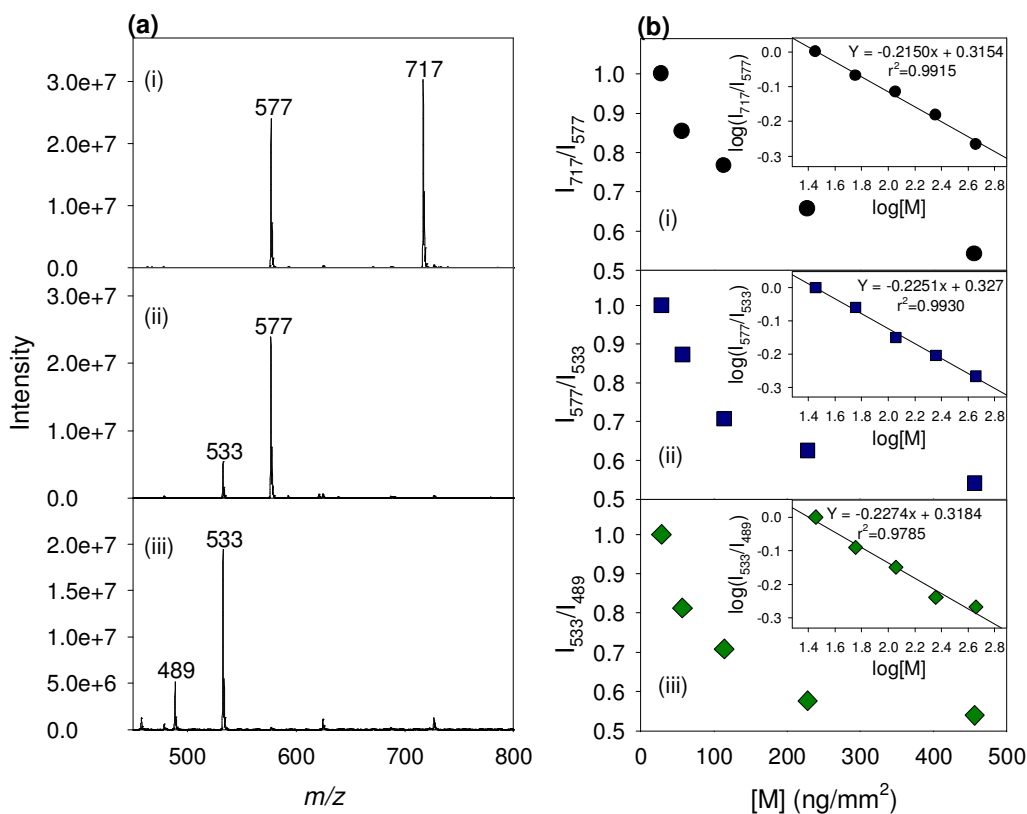 (a)
(i)
717
577
3.0e+7
2.0e+7
1.0e+7
0.0
(ii)
577
533
3.0e+7
2.0e+7
1.0e+7
0.0
Intensity
(iii)
533
489
2.0e+7
1.5e+7
1.0e+7
5.0e+6
0.0
500 600 700 800
m/z
(b)
1.0
0.9
0.8
0.7
0.6
0.5
I717/I577
(i)
Y = -0.2150x + 0.3154
r²=0.9915
0.0
-0.1
-0.2
-0.3
log(I717/I577)
1.4 1.6 1.8 2.0 2.2 2.4 2.6 2.8
log[M]
1.0
0.9
0.8
0.7
0.6
0.5
I577/I533
(ii)
Y = -0.2251x + 0.327
r²=0.9930
0.0
-0.1
-0.2
-0.3
log(I577/I533)
1.4 1.6 1.8 2.0 2.2 2.4 2.6 2.8
log[M]
1.0
0.9
0.8
0.7
0.6
0.5
I533/I489
(iii)
Y = -0.2274x + 0.3184
r²=0.9785
0.0
-0.1
-0.2
-0.3
log(I533/I489)
1.4 1.6 1.8 2.0 2.2 2.4 2.6 2.8
log[M]
0 100 200 300 400 500
[M] (ng/mm²)